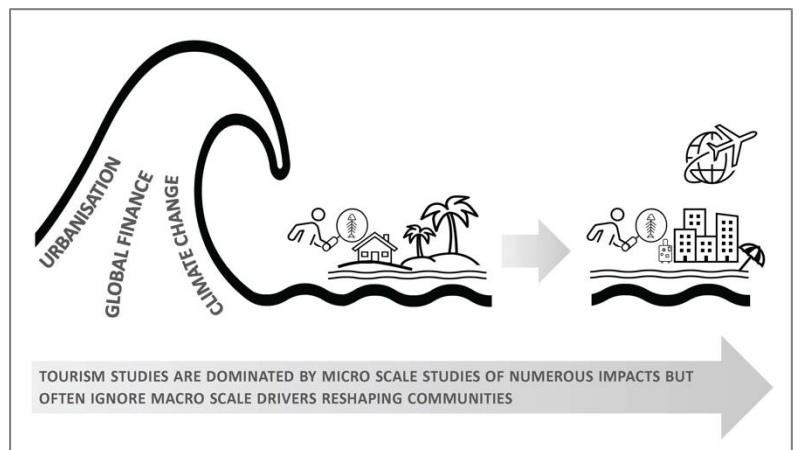 URBANISATION
GLOBAL FINANCE
CLIMATE CHANGE
TOURISM STUDIES ARE DOMINATED BY MICRO SCALE STUDIES OF NUMEROUS IMPACTS BUT
OFTEN IGNORE MACRO SCALE DRIVERS RESHAPING COMMUNITIES